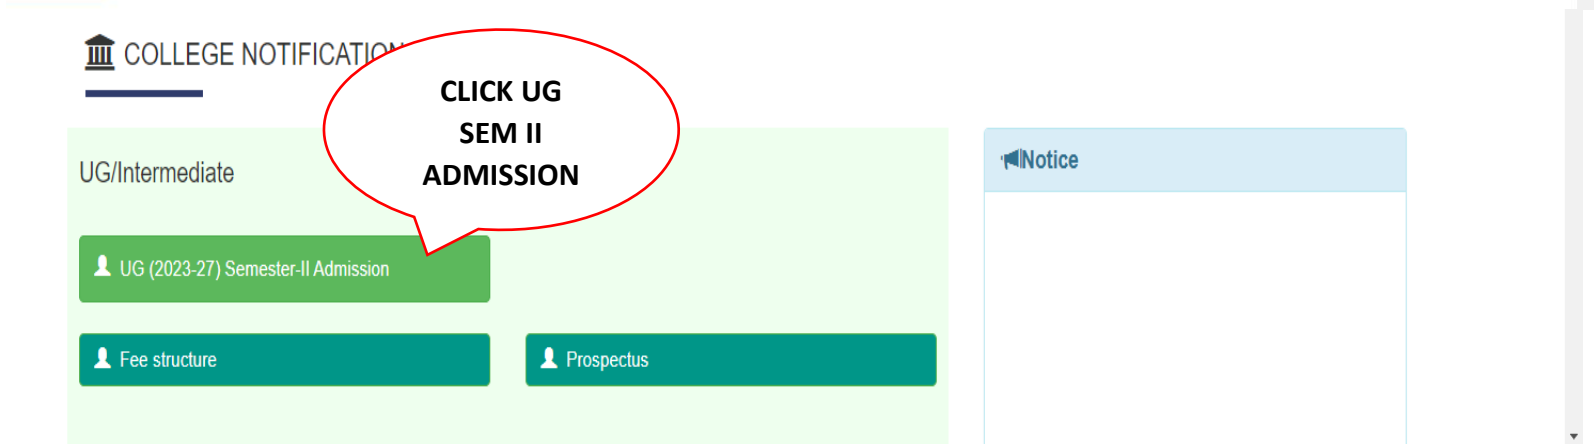 COLLEGE NOTIFICATION
CLICK UG
SEM II
ADMISSION
UG/Intermediate
UG (2023-27) Semester-II Admission
Fee structure
Prospectus
Notice